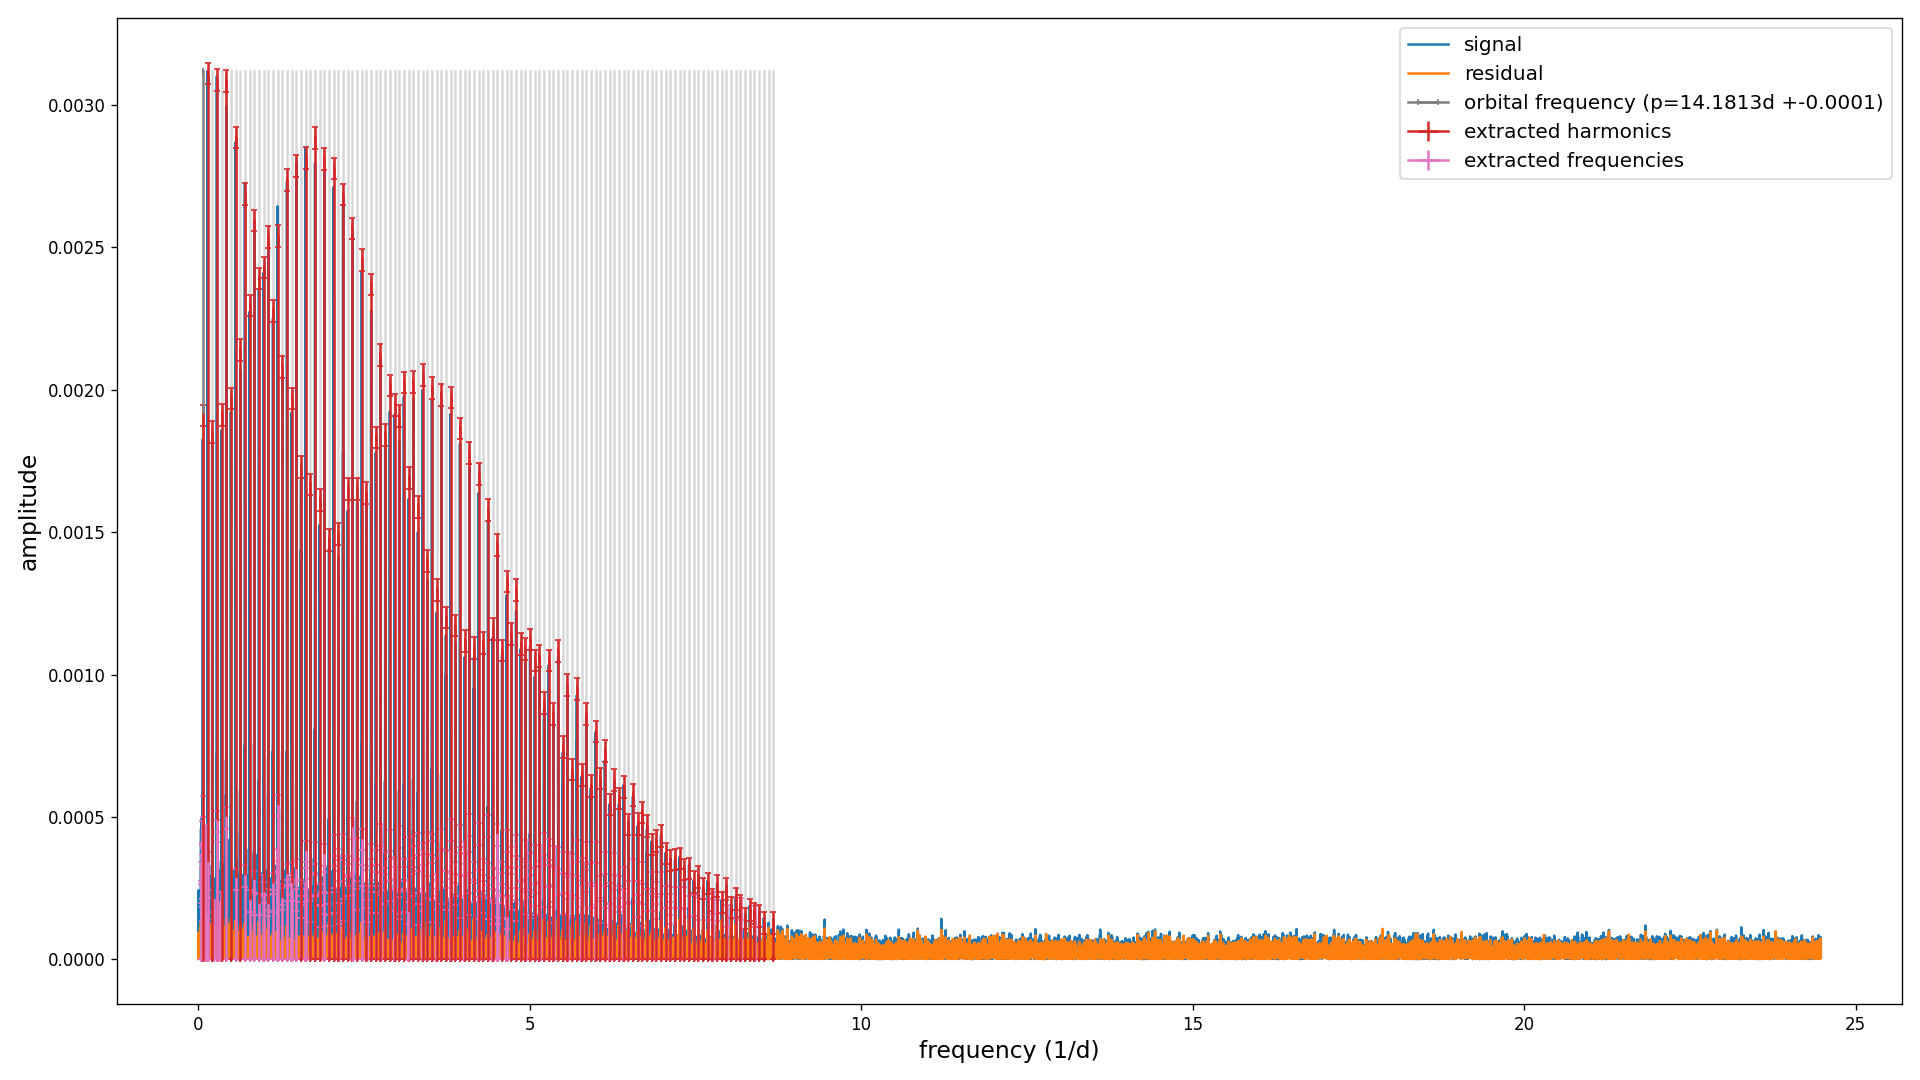 signal
residual
orbital frequency (p=14.1813d +-0.0001)
extracted harmonics
extracted frequencies
0.0030
0.0025
0.0020
0.0015
0.0010
0.0005
0.0000
amplitude
0 5 10 15 20 25
frequency (1/d)